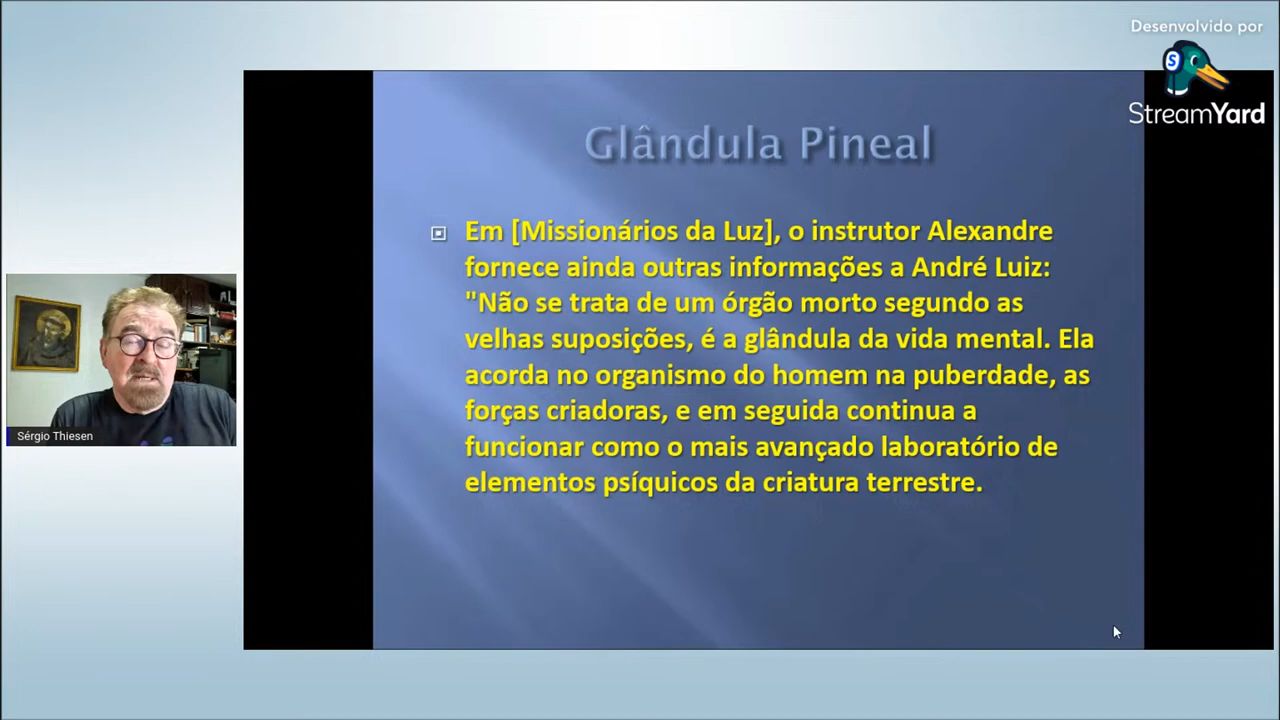 Desenvolvido por
StreamYard
Glândula Pineal
Em [Missionários da Luz], o instrutor Alexandre
fornece ainda outras informações a André Luiz:
"Não se trata de um órgão morto segundo as
velhas suposições, é a glândula da vida mental. Ela
acorda no organismo do homem na puberdade, as
forças criadoras, e em seguida continua a
funcionar como o mais avançado laboratório de
elementos psíquicos da criatura terrestre.
Sérgio Thiesen